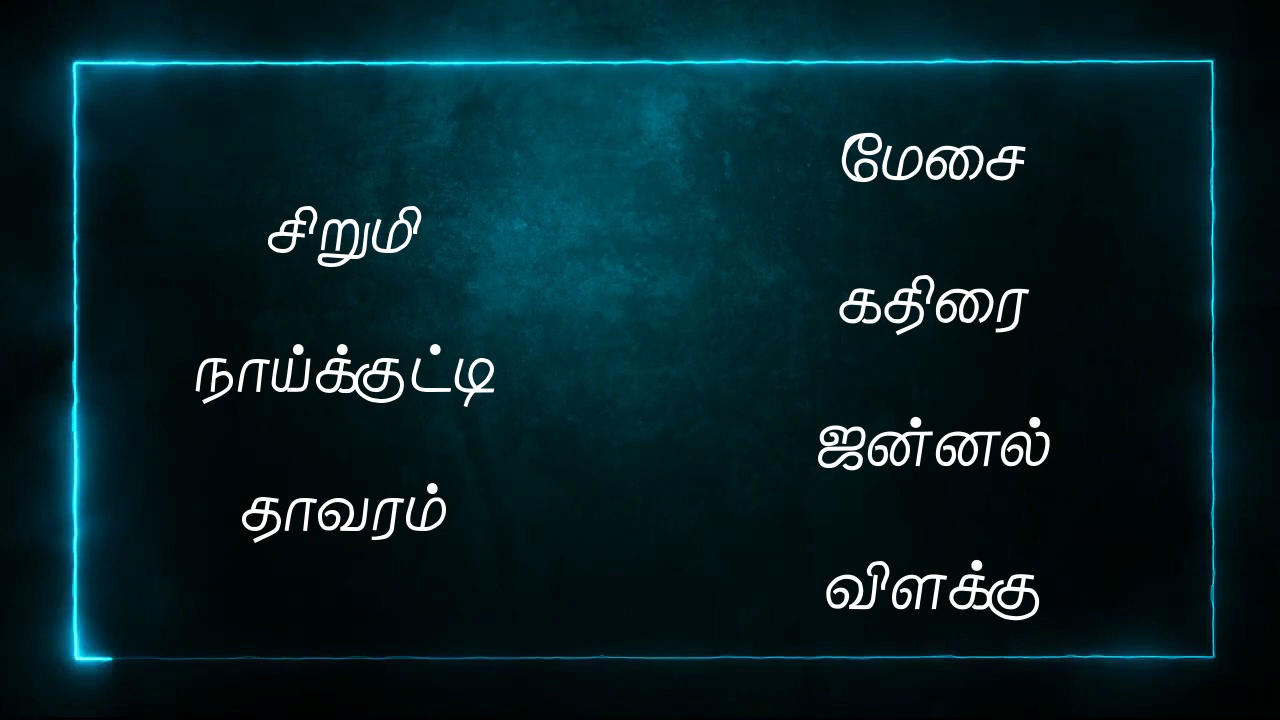 சிறுமி
நாய்க்குட்டி
தாவரம்
மேசை
கதிரை
ஜன்னல்
விளக்கு